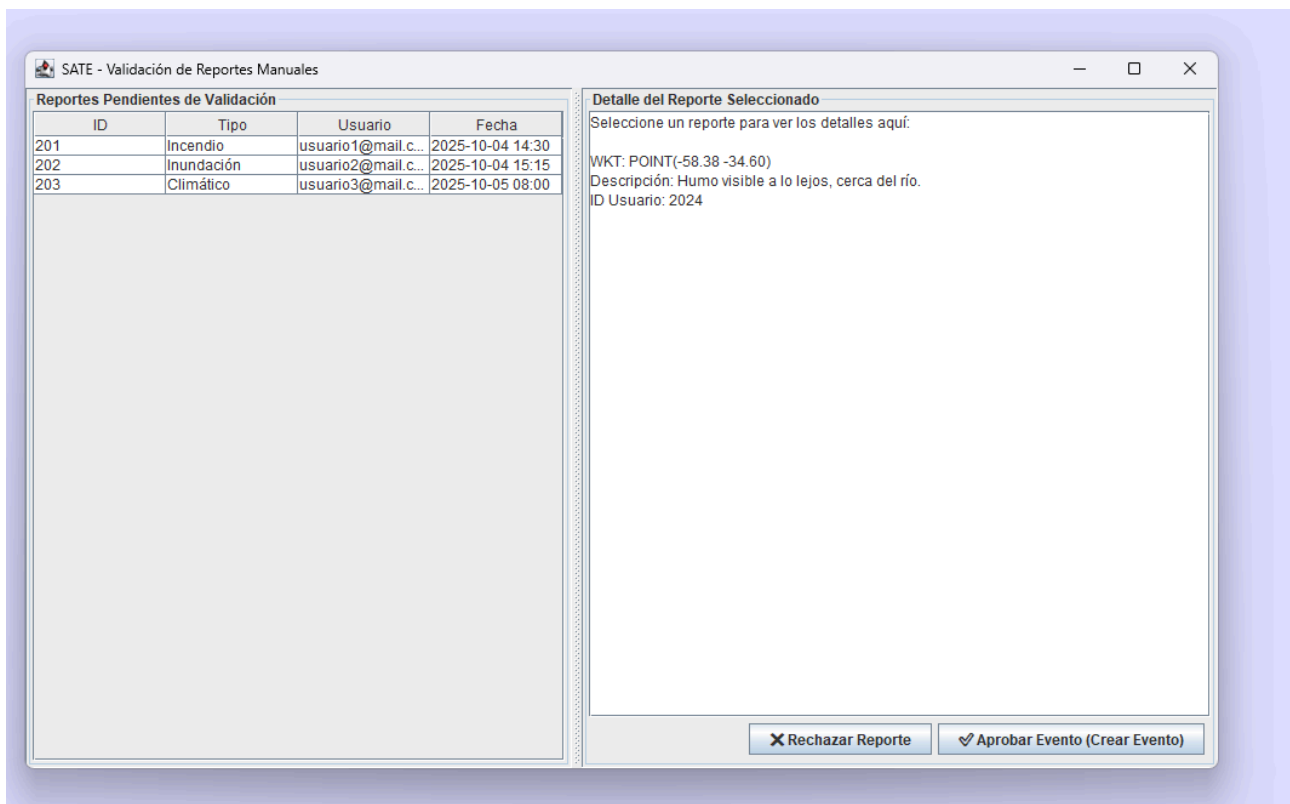 SATE - Validación de Reportes Manuales
Reportes Pendientes de Validación
ID Tipo Usuario Fecha
201 Incendio usuario1@mail.c... 2025-10-04 14:30
202 Inundación usuario2@mail.c... 2025-10-04 15:15
203 Climático usuario3@mail.c... 2025-10-05 08:00
Detalle del Reporte Seleccionado
Seleccione un reporte para ver los detalles aquí:
WKT: POINT(-58.38 -34.60)
Descripción: Humo visible a lo lejos, cerca del río.
ID Usuario: 2024
Rechazar Reporte
Aprobar Evento (Crear Evento)